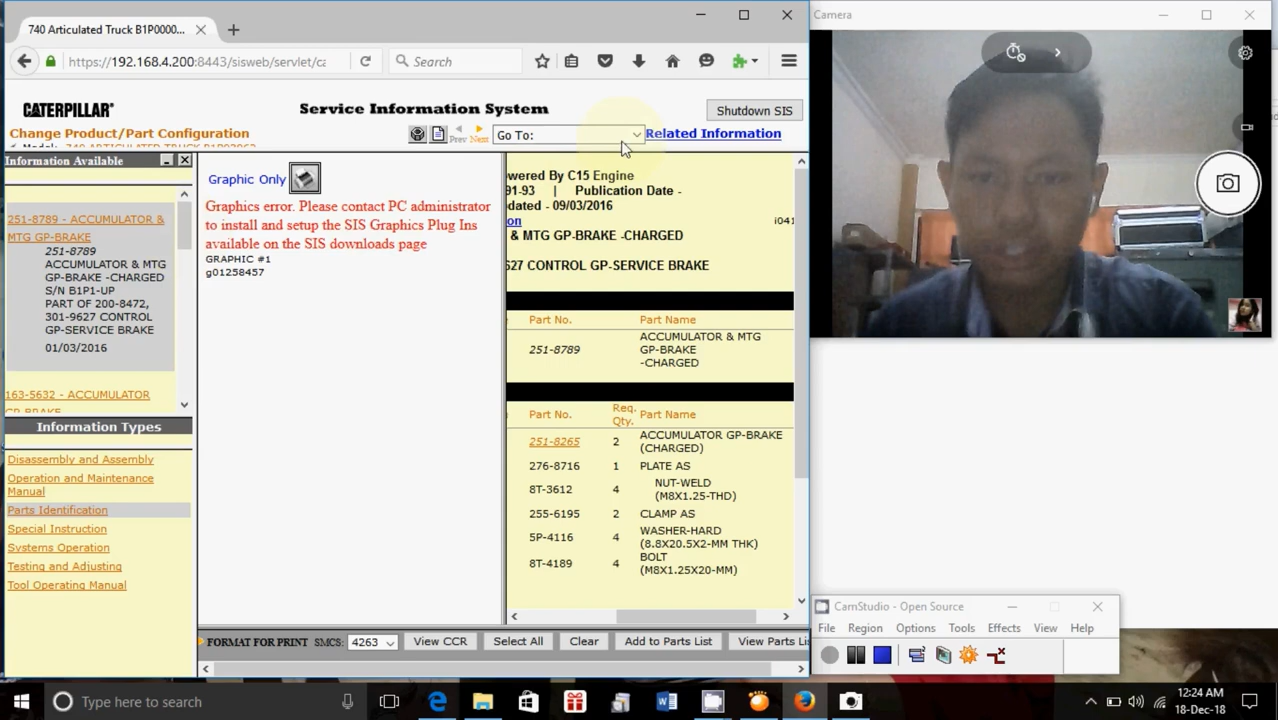 740 Articulated Truck B1P0000...
Camera
https://192.168.4.200:8443/sisweb/servlet/ca
Search
CATERPILLAR®
Service Information System
Shutdown SIS
Change Product/Part Configuration
Prev Next
Go To:
Related Information
Information Available
251-8789 - ACCUMULATOR &
MTG GP-BRAKE
251-8789
ACCUMULATOR & MTG
GP-BRAKE -CHARGED
S/N B1P1-UP
PART OF 200-8472,
301-9627 CONTROL
GP-SERVICE BRAKE
01/03/2016
163-5632 - ACCUMULATOR
Information Types
Disassembly and Assembly
Operation and Maintenance
Manual
Parts Identification
Special Instruction
Systems Operation
Testing and Adjusting
Tool Operating Manual
Graphic Only
Graphics error. Please contact PC administrator
to install and setup the SIS Graphics Plug Ins
available on the SIS downloads page
GRAPHIC #1
g01258457
owered By C15 Engine
91-93 | Publication Date -
dated - 09/03/2016
on
i041
& MTG GP-BRAKE -CHARGED
627 CONTROL GP-SERVICE BRAKE
Part No. Part Name
251-8789 ACCUMULATOR & MTG
GP-BRAKE
-CHARGED
Part No. Req. Qty. Part Name
251-8265 2 ACCUMULATOR GP-BRAKE
(CHARGED)
276-8716 1 PLATE AS
8T-3612 4 NUT-WELD
(M8X1.25-THD)
255-6195 2 CLAMP AS
5P-4116 4 WASHER-HARD
(8.8X20.5X2-MM THK)
8T-4189 4 BOLT
(M8X1.25X20-MM)
FORMAT FOR PRINT SMCS: 4263 View CCR Select All Clear Add to Parts List View Parts Lis
CamStudio - Open Source
File Region Options Tools Effects View Help
Type here to search
12:24 AM
18-Dec-18